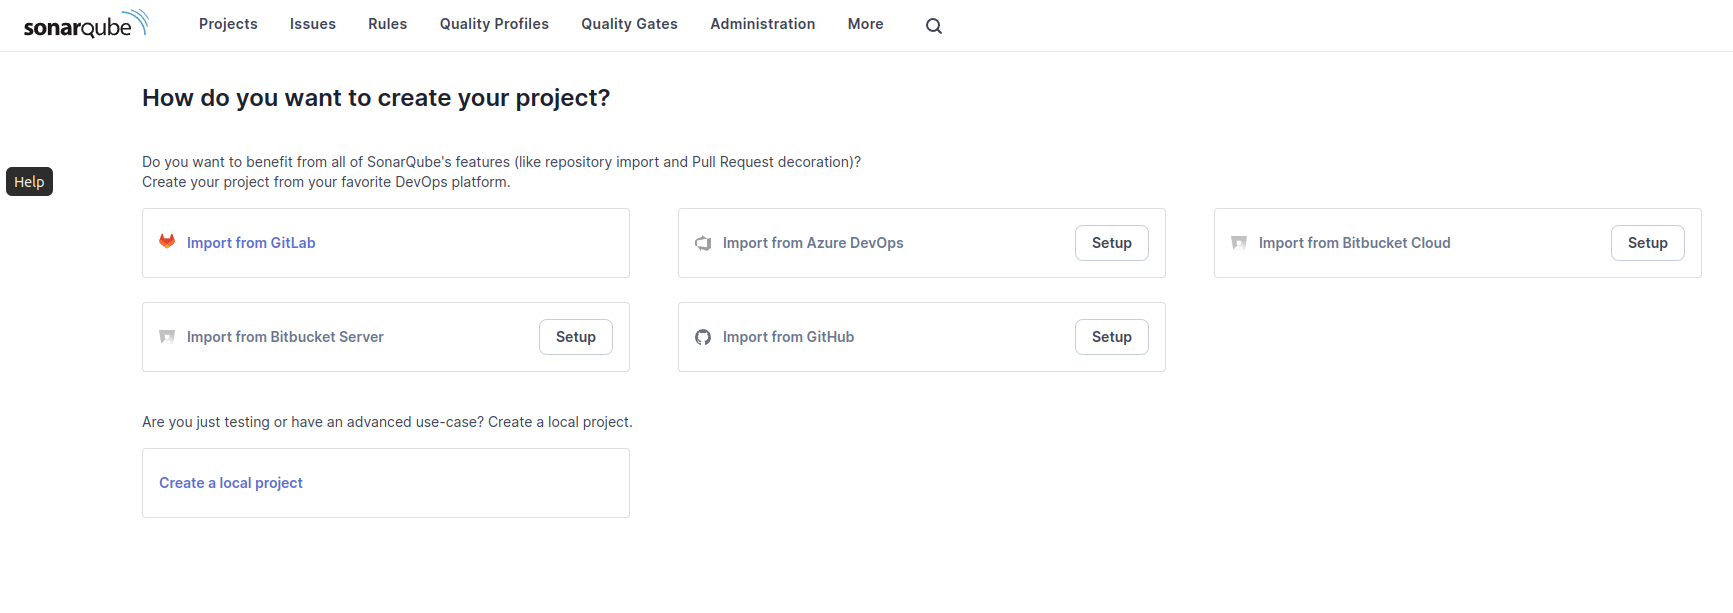 sonarqube
Projects Issues Rules Quality Profiles Quality Gates Administration More
How do you want to create your project?
Do you want to benefit from all of SonarQube's features (like repository import and Pull Request decoration)?
Create your project from your favorite DevOps platform.
Help
Import from GitLab
Import from Azure DevOps Setup
Import from Bitbucket Cloud Setup
Import from Bitbucket Server Setup
Import from GitHub Setup
Are you just testing or have an advanced use-case? Create a local project.
Create a local project